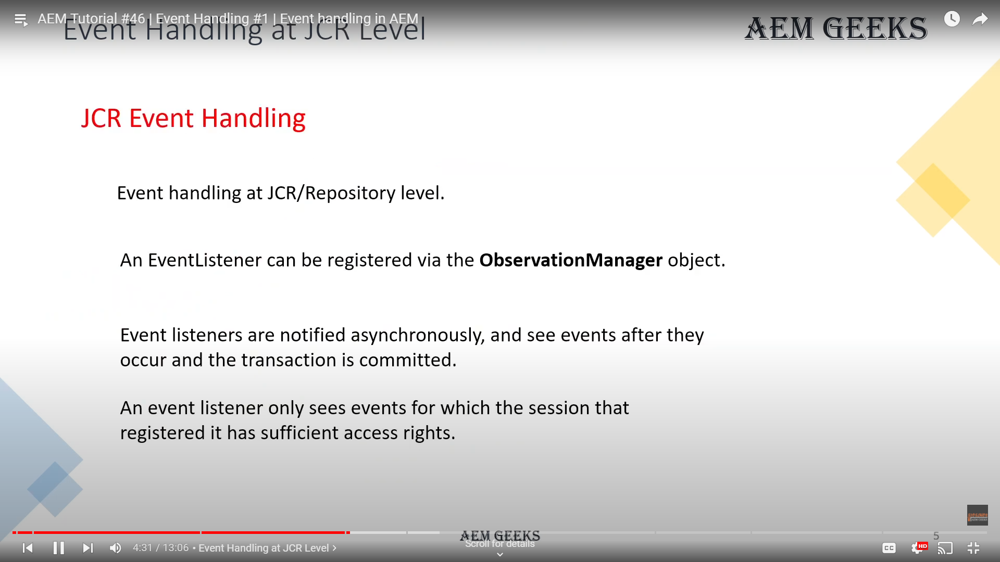 AEM Tutorial #46 | Event Handling #1 | Event handling in AEM
Event Handling at JCR Level
AEM GEEKS
JCR Event Handling
Event handling at JCR/Repository level.
An EventListener can be registered via the ObservationManager object.
Event listeners are notified asynchronously, and see events after they
occur and the transaction is committed.
An event listener only sees events for which the session that
registered it has sufficient access rights.
AEM GEEKS
5
4:31 / 13:06 • Event Handling at JCR Level
Scroll for details
CC
HD